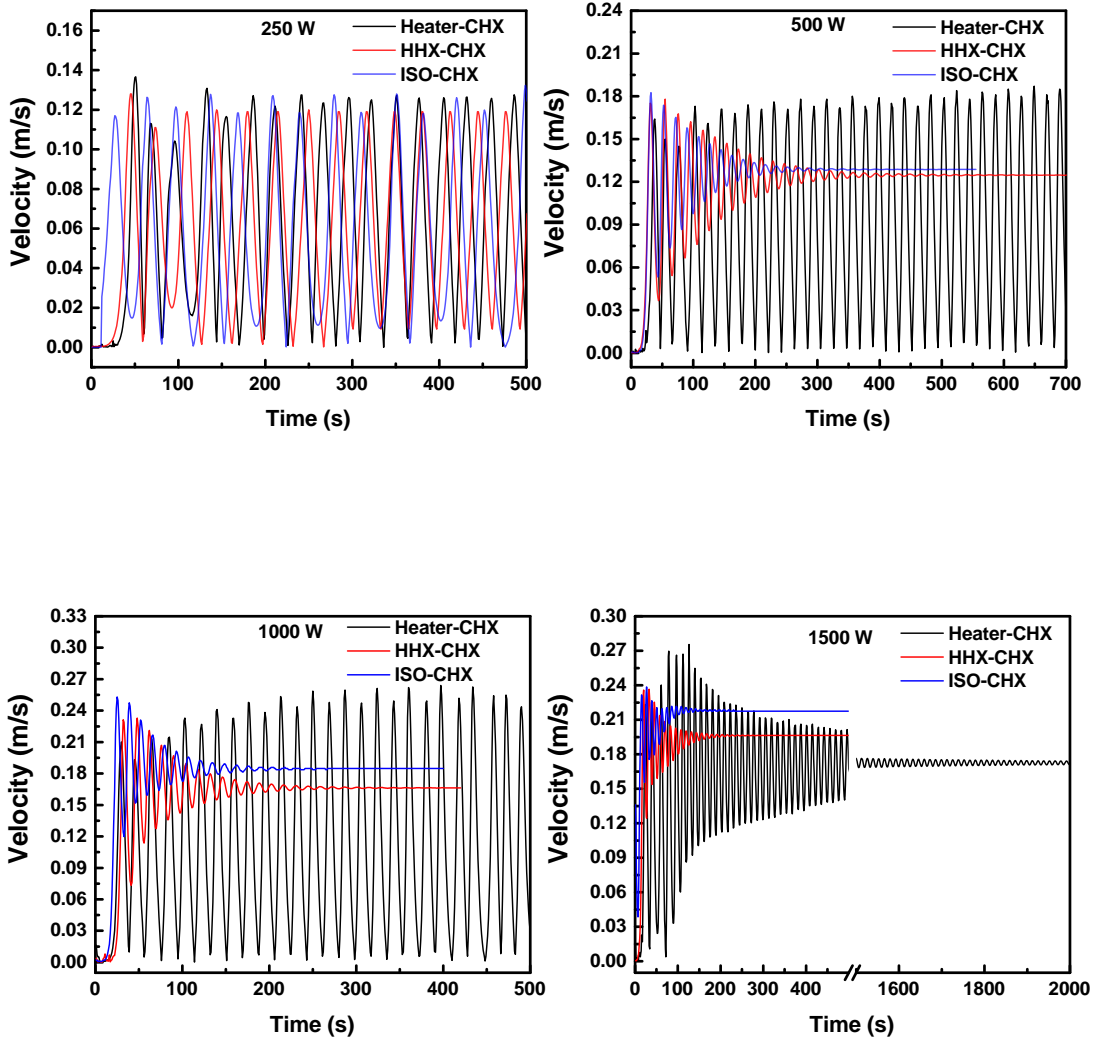 250 W
Heater-CHX
HHX-CHX
ISO-CHX
0.16
0.14
0.12
0.10
0.08
0.06
0.04
0.02
0.00
Velocity (m/s)
0 100 200 300 400 500
Time (s)
500 W
Heater-CHX
HHX-CHX
ISO-CHX
0.24
0.21
0.18
0.15
0.12
0.09
0.06
0.03
0.00
Velocity (m/s)
0 100 200 300 400 500 600 700
Time (s)
1000 W
Heater-CHX
HHX-CHX
ISO-CHX
0.33
0.30
0.27
0.24
0.21
0.18
0.15
0.12
0.09
0.06
0.03
0.00
Velocity (m/s)
0 100 200 300 400 500
Time (s)
1500 W
Heater-CHX
HHX-CHX
ISO-CHX
0.30
0.27
0.24
0.21
0.18
0.15
0.12
0.09
0.06
0.03
0.00
Velocity (m/s)
0 100 200 300 400 1600 1800 2000
Time (s)